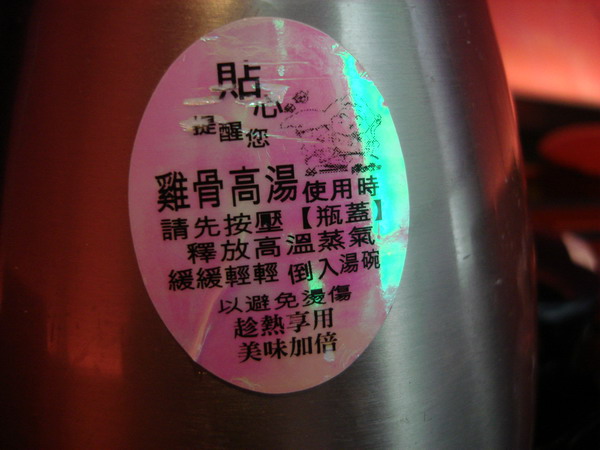 貼心
提醒您
雞骨高湯使用時
請先按壓【瓶蓋】
釋放高溫蒸氣
緩緩輕輕倒入湯碗
以避免燙傷
趁熱享用
美味加倍